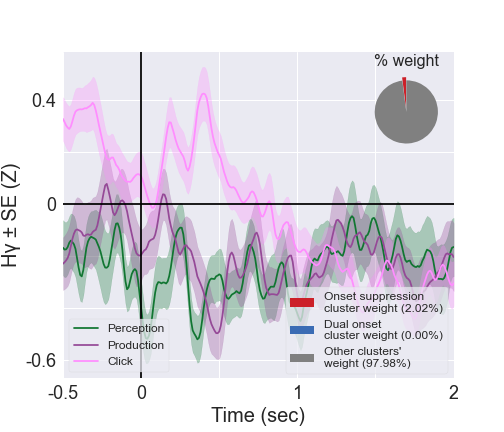 % weight
0.4
0
-0.6
Hγ ± SE (Z)
Perception
Production
Click
Onset suppression
cluster weight (2.02%)
Dual onset
cluster weight (0.00%)
Other clusters'
weight (97.98%)
-0.5
0
1
2
Time (sec)